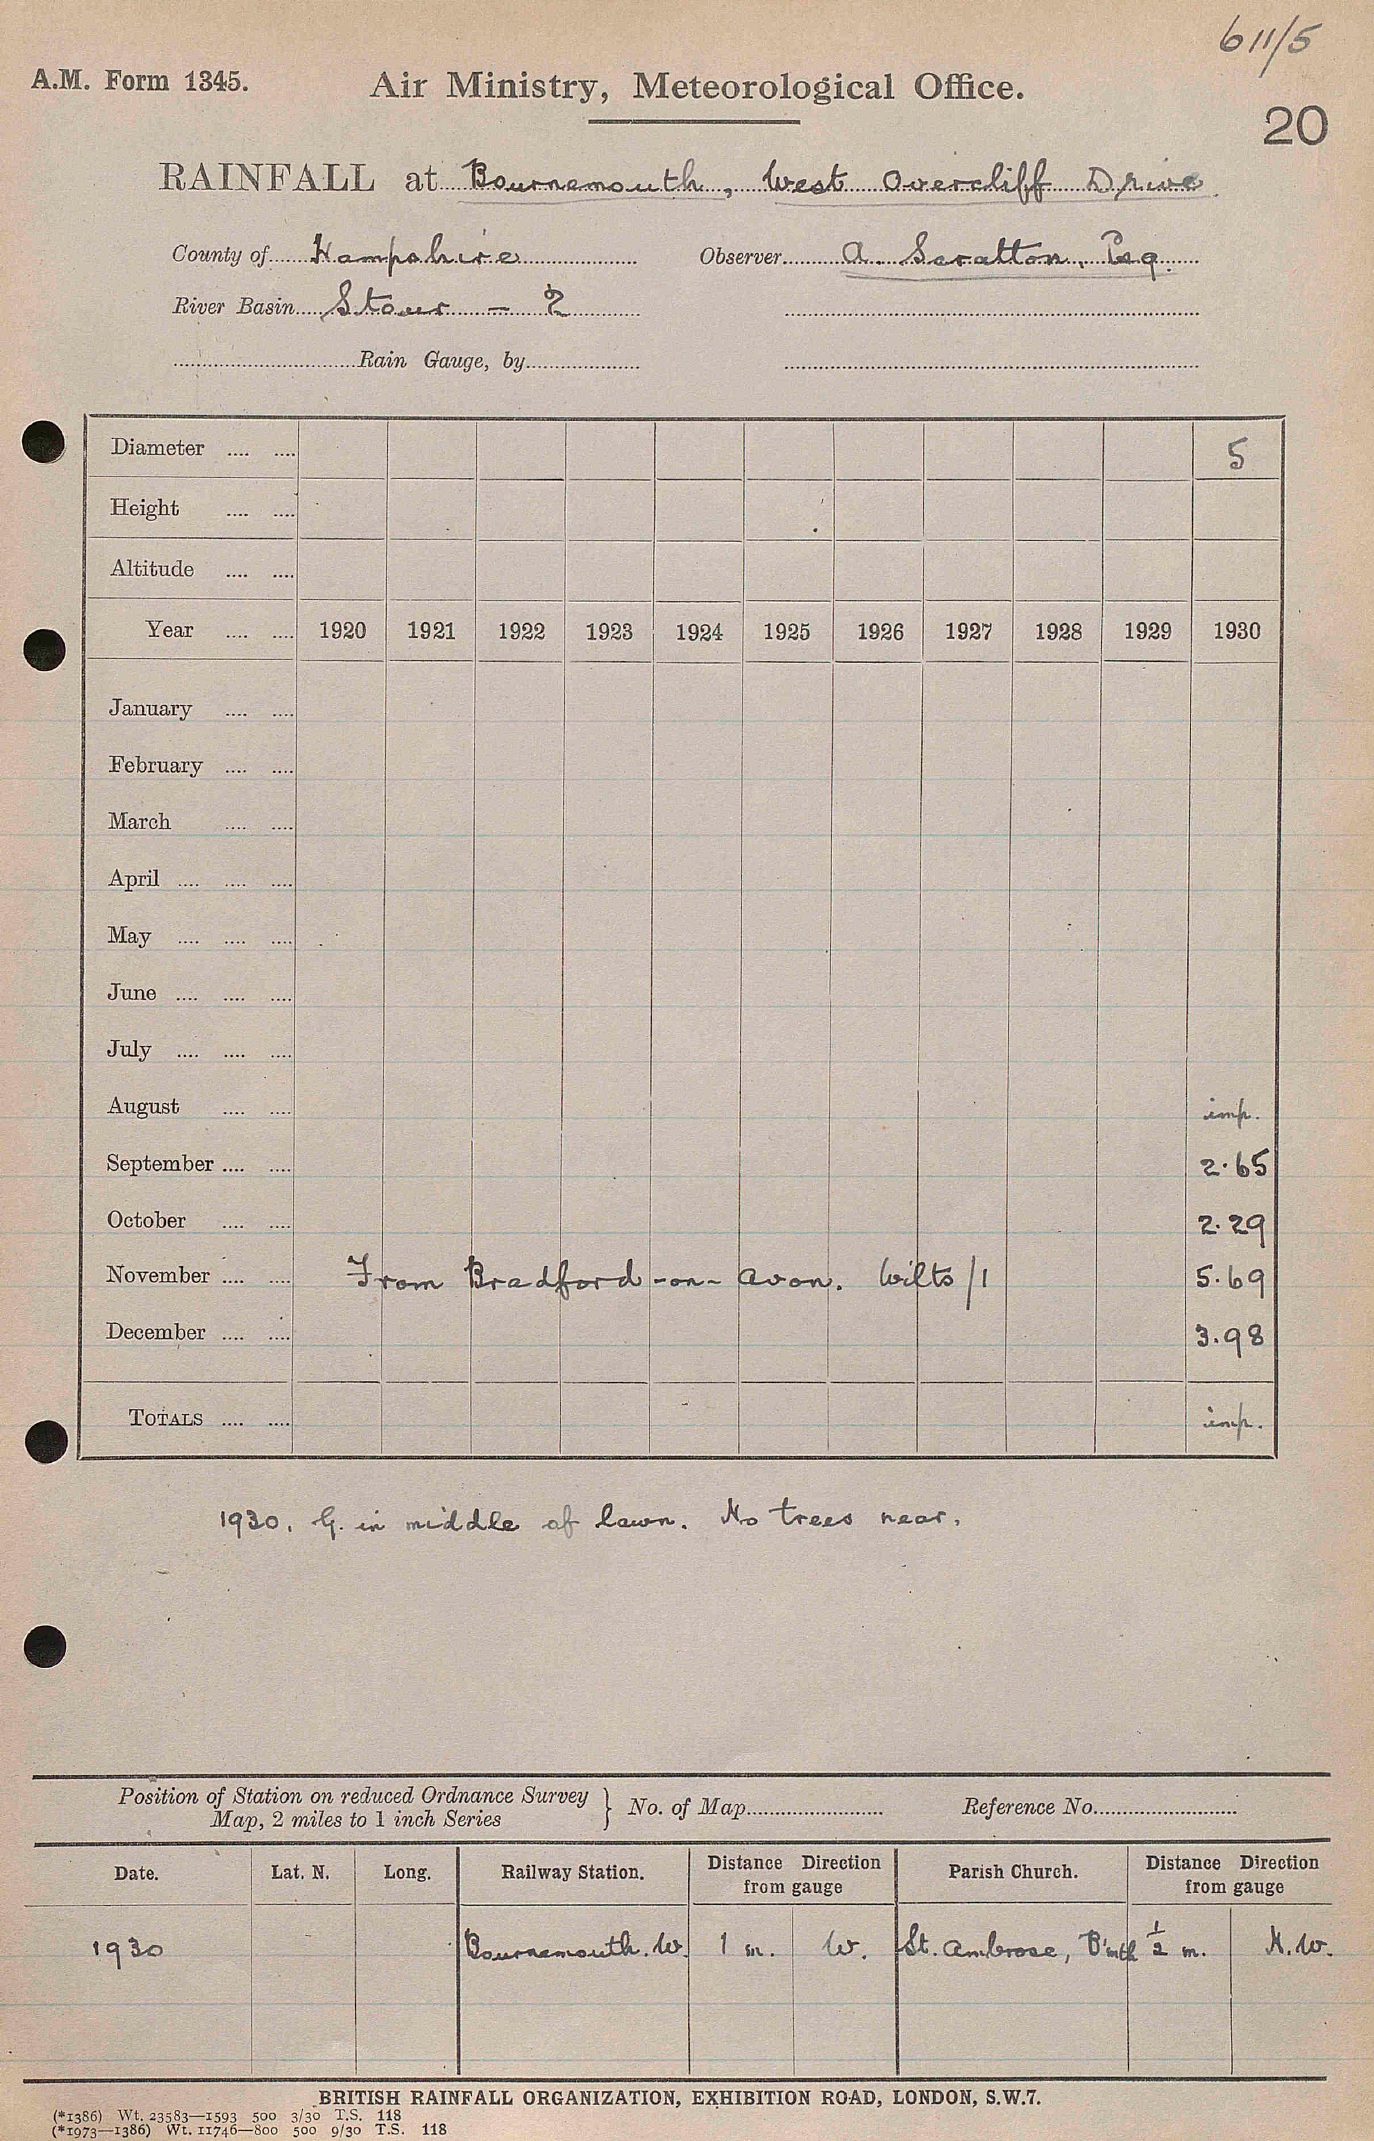 611/5
A.M. Form 1345. Air Ministry, Meteorological Office.
20
RAINFALL at Bournemouth, West Overcliff Drive
County of Hampshire Observer A. Scratton, Esq.
River Basin Stour - 2
Rain Gauge, by
Diameter .... .... 5
Height .... ....
Altitude .... ....
Year .... .... 1920 1921 1922 1923 1924 1925 1926 1927 1928 1929 1930
January .... ....
February .... ....
March .... ....
April .... .... ....
May .... .... ....
June .... .... ....
July .... .... ....
August .... .... imp.
September .... .... 2.65
October .... .... 2.29
November .... .... From Bradford-on-Avon. Wilts/1 5.69
December .... .... 3.98
TOTALS .... .... imp.
1930. G. in middle of lawn. No trees near.
Position of Station on reduced Ordnance Survey
Map, 2 miles to 1 inch Series } No. of Map Reference No.
Date. Lat. N. Long. Railway Station. Distance Direction from gauge Parish Church. Distance Direction from gauge
1930 Bournemouth. W. 1 m. W. St. Ambrose, B'mth ½ m. N.W.
BRITISH RAINFALL ORGANIZATION, EXHIBITION ROAD, LONDON, S.W.7.
(*1386) Wt. 23583—1593 500 3/30 T.S. 118
(*1973—1386) Wt. 11746—800 500 9/30 T.S. 118